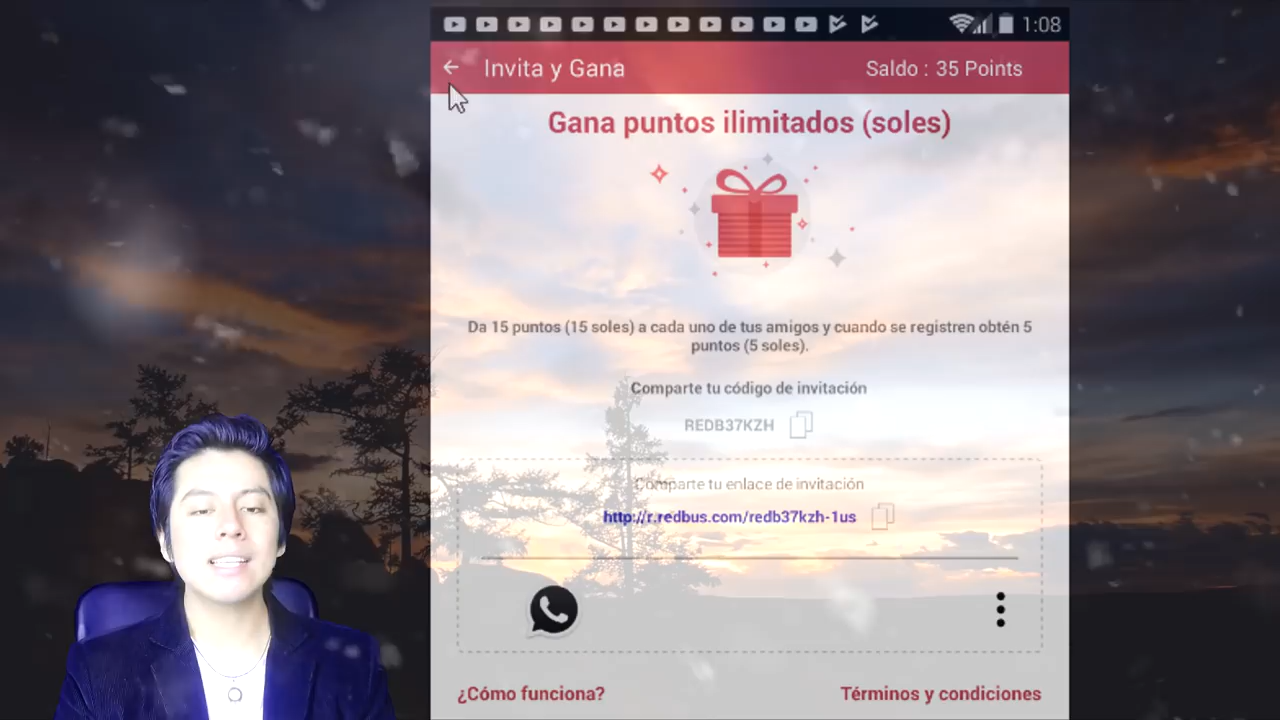 1:08
Invita y Gana
Saldo : 35 Points
Gana puntos ilimitados (soles)
Da 15 puntos (15 soles) a cada uno de tus amigos y cuando se registren obtén 5
puntos (5 soles).
Comparte tu código de invitación
REDB37KZH
Comparte tu enlace de invitación
http://r.redbus.com/redb37kzh-1us
¿Cómo funciona?
Términos y condiciones